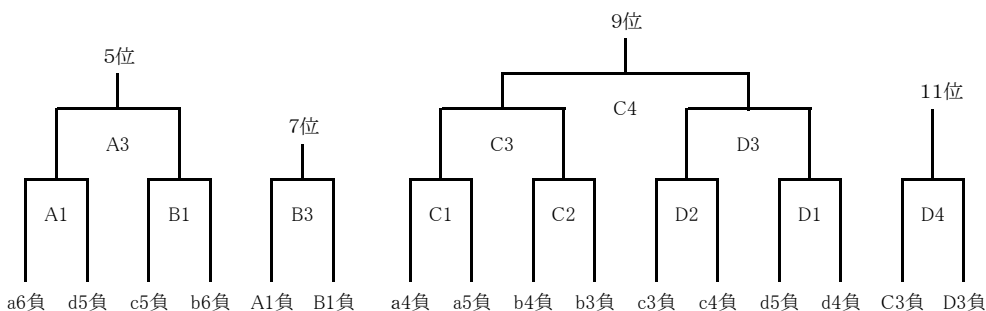 9位
5位
11位
C4
7位
A3
C3
D3
A1
B1
B3
C1
C2
D2
D1
D4
a6負 d5負 c5負 b6負 A1負 B1負 a4負 a5負 b4負 b3負 c3負 c4負 d5負 d4負 C3負 D3負